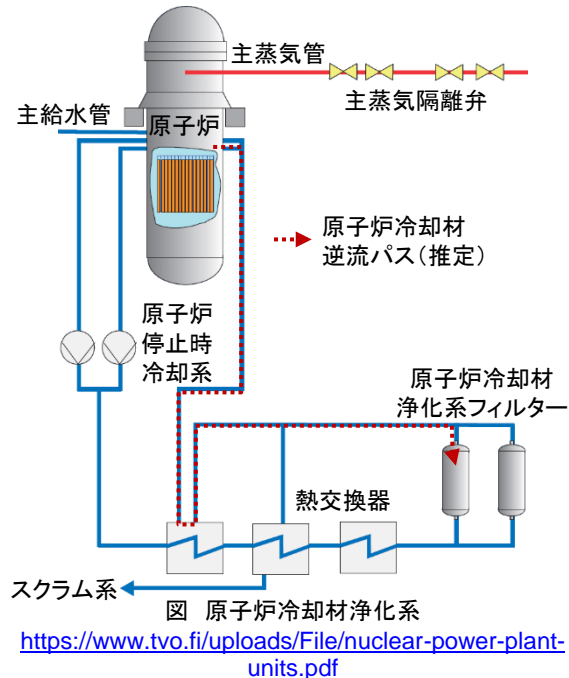 主蒸気管
主蒸気隔離弁
主給水管
原子炉
原子炉冷却材
逆流パス(推定)
原子炉
停止時
冷却系
原子炉冷却材
浄化系フィルター
熱交換器
スクラム系
図 原子炉冷却材浄化系
https://www.tvo.fi/uploads/File/nuclear-power-plant-
units.pdf